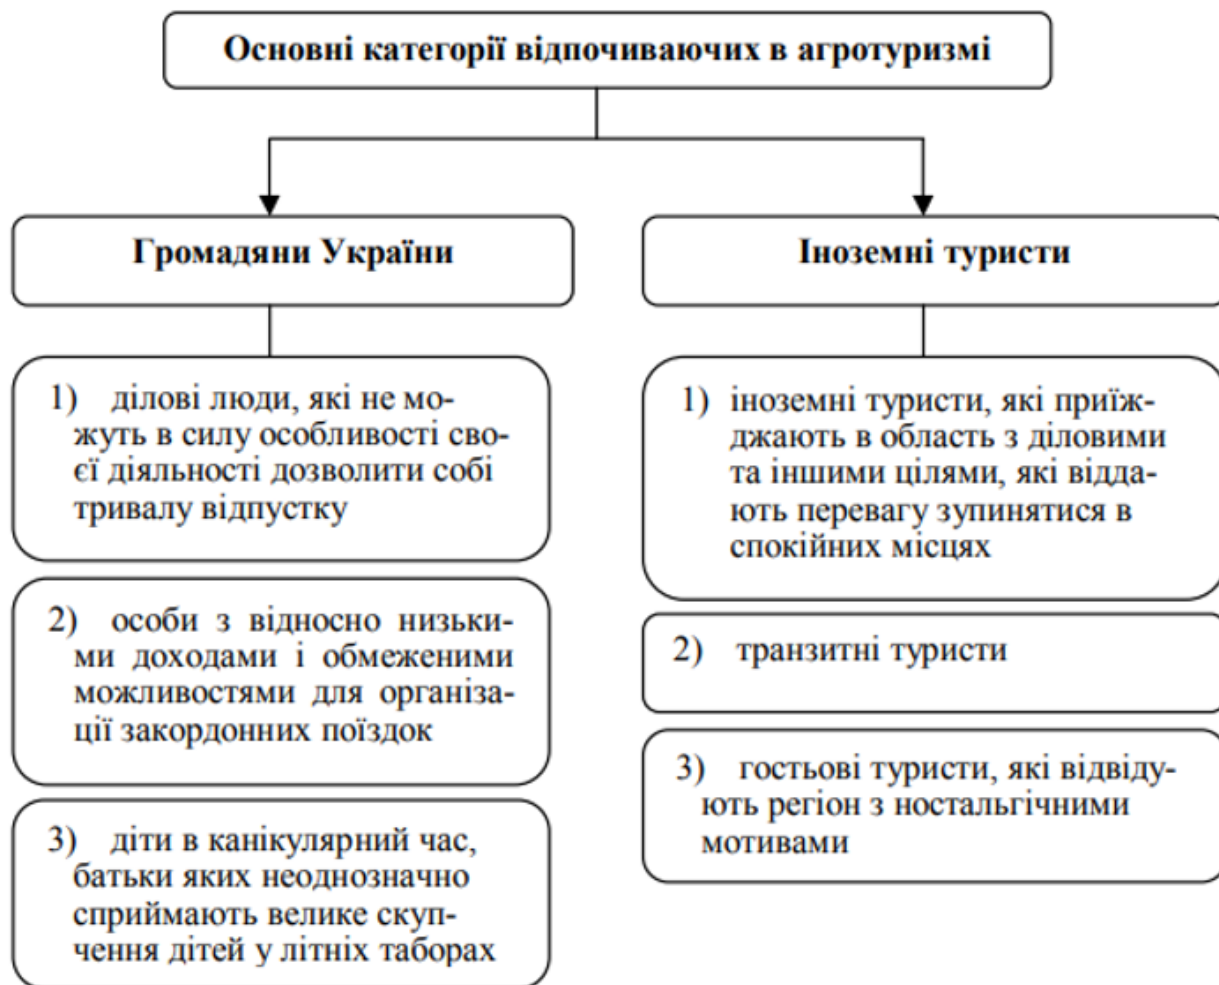 Основні категорії відпочиваючих в агротуризмі
Громадяни України
1) ділові люди, які не мо-
жуть в силу особливості сво-
єї діяльності дозволити собі
тривалу відпустку
2) особи з відносно низьки-
ми доходами і обмеженими
можливостями для організа-
ції закордонних поїздок
3) діти в канікулярний час,
батьки яких неоднозначно
сприймають велике скуп-
чення дітей у літніх таборах
Іноземні туристи
1) іноземні туристи, які приїж-
джають в область з діловими
та іншими цілями, які відда-
ють перевагу зупинятися в
спокійних місцях
2) транзитні туристи
3) гостьові туристи, які відвіду-
ють регіон з ностальгічними
мотивами